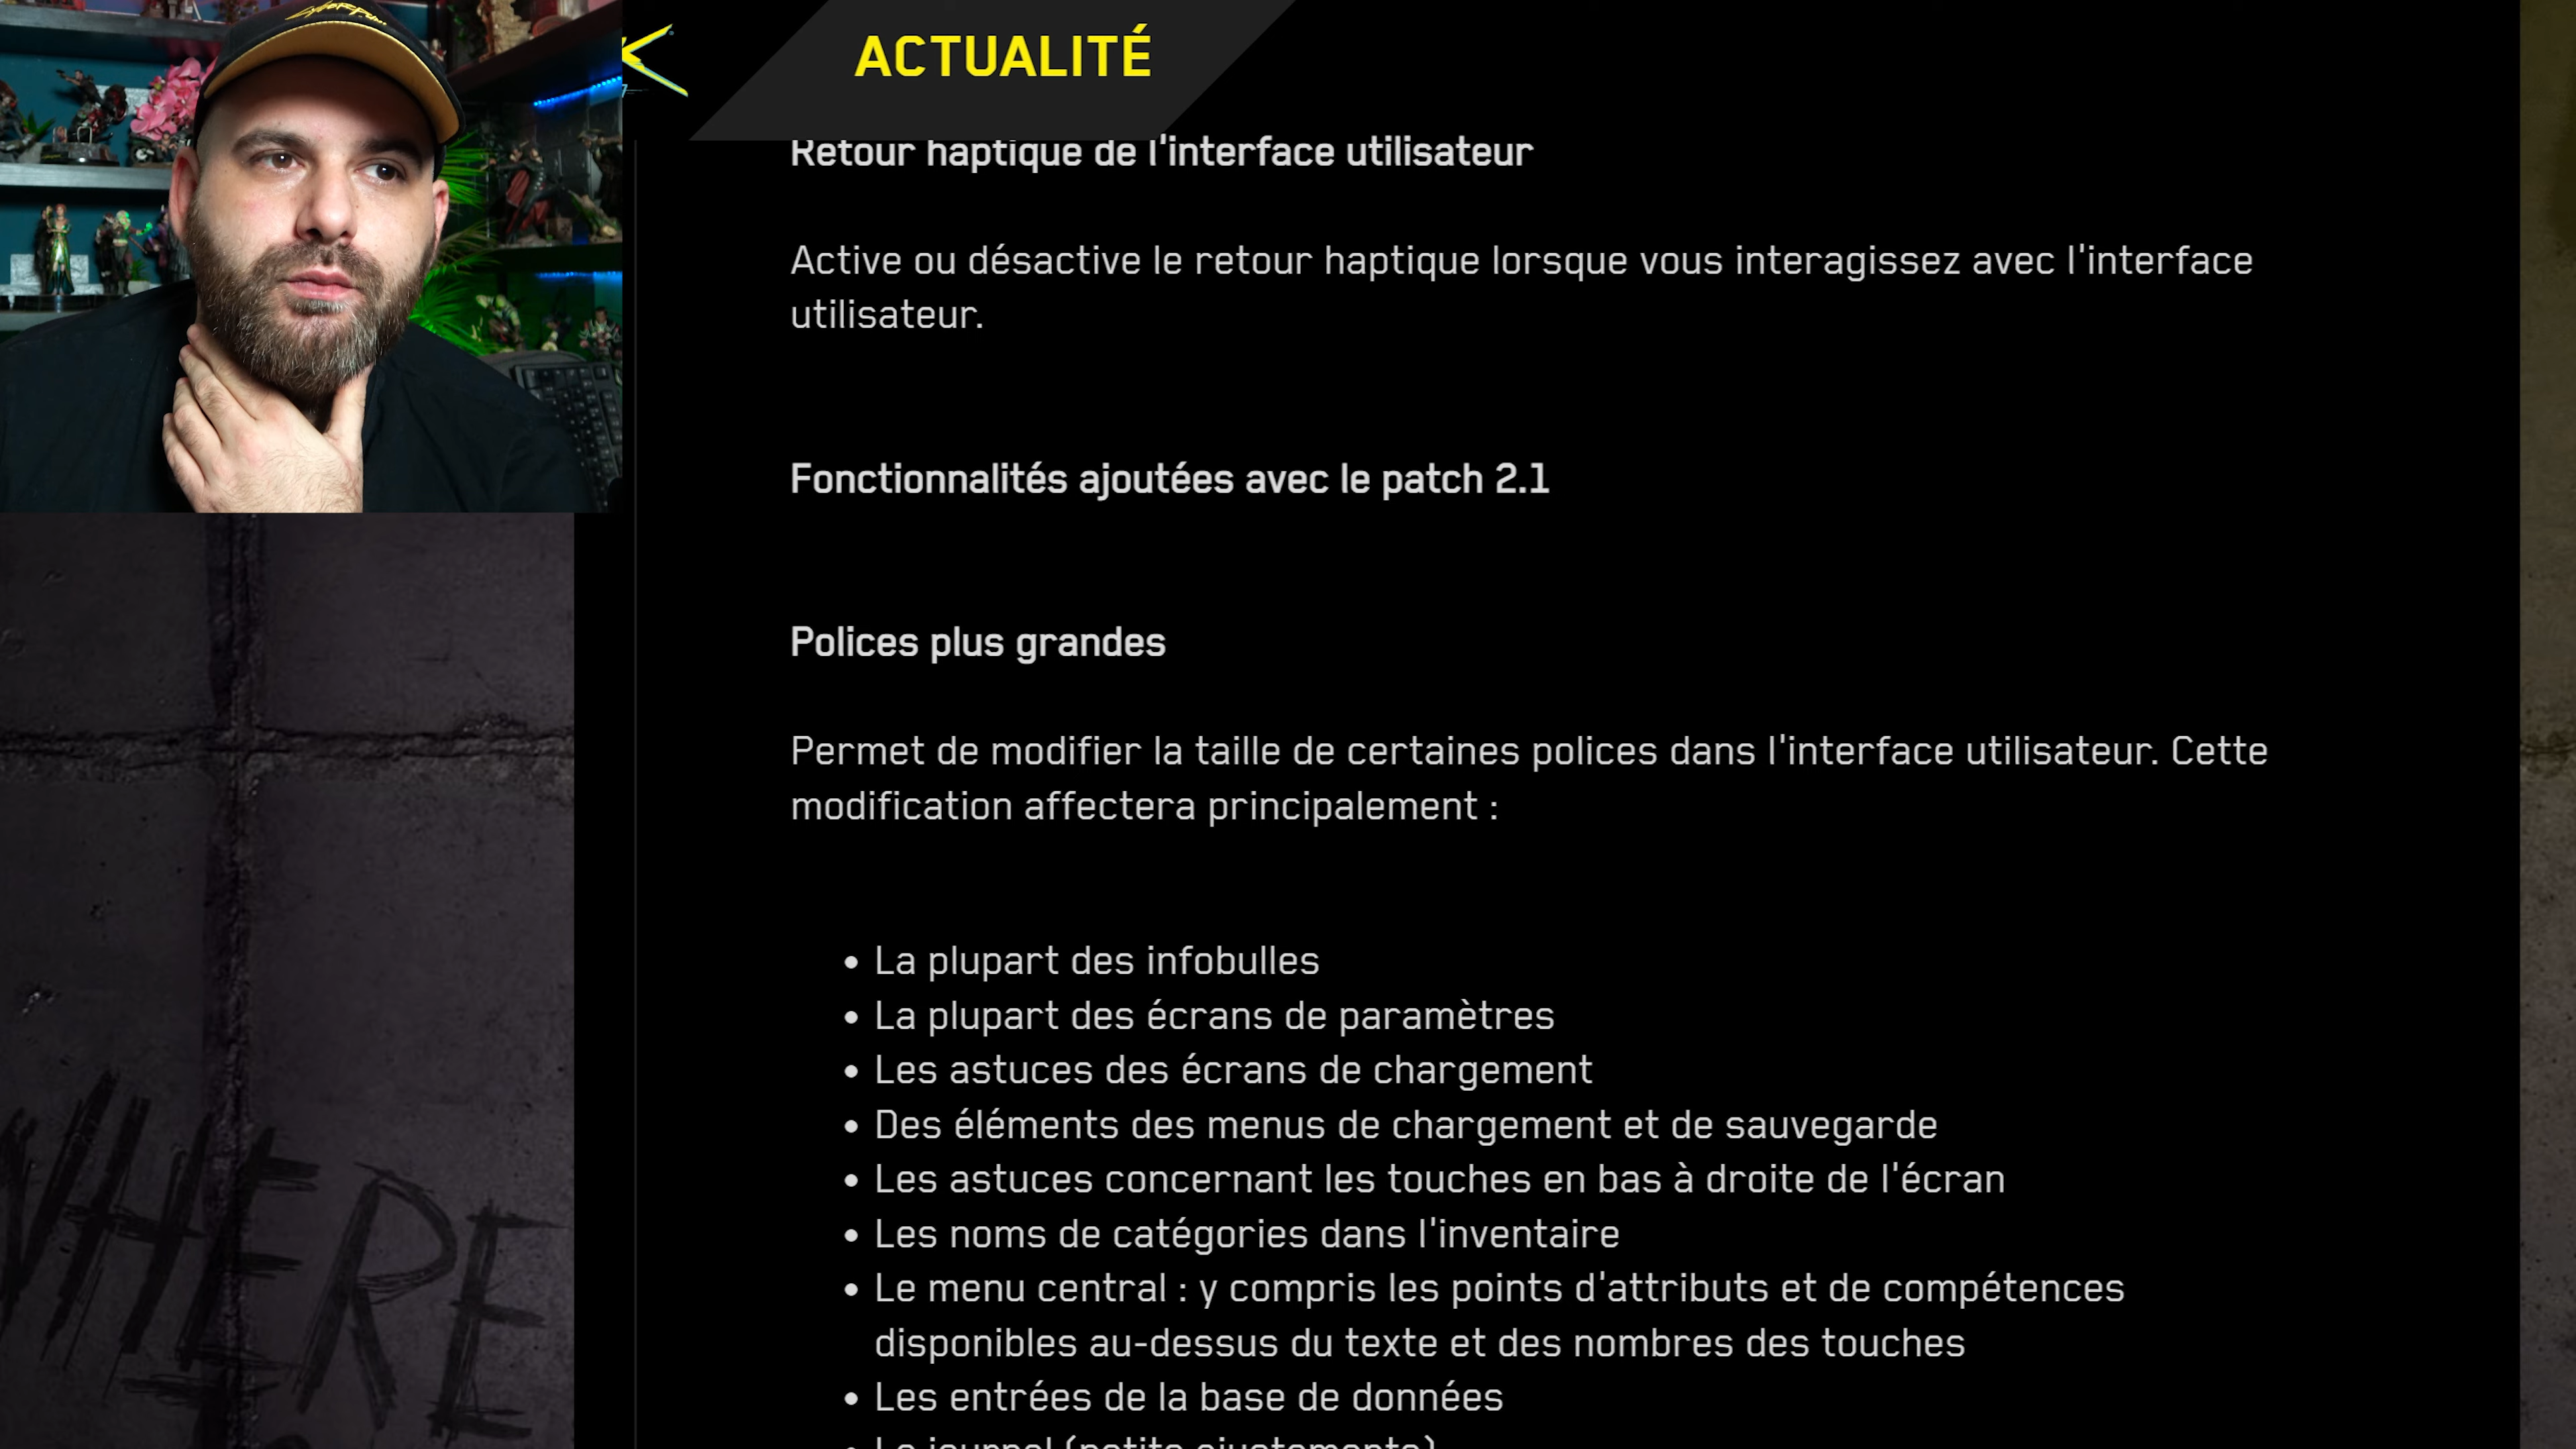 ACTUALITÉ
Retour haptique de l'interface utilisateur
Active ou désactive le retour haptique lorsque vous interagissez avec l'interface
utilisateur.
Fonctionnalités ajoutées avec le patch 2.1
Polices plus grandes
Permet de modifier la taille de certaines polices dans l'interface utilisateur. Cette
modification affectera principalement :
• La plupart des infobulles
• La plupart des écrans de paramètres
• Les astuces des écrans de chargement
• Des éléments des menus de chargement et de sauvegarde
• Les astuces concernant les touches en bas à droite de l'écran
• Les noms de catégories dans l'inventaire
• Le menu central : y compris les points d'attributs et de compétences
disponibles au-dessus du texte et des nombres des touches
• Les entrées de la base de données
• Le journal (petits ajustements)
WHERE